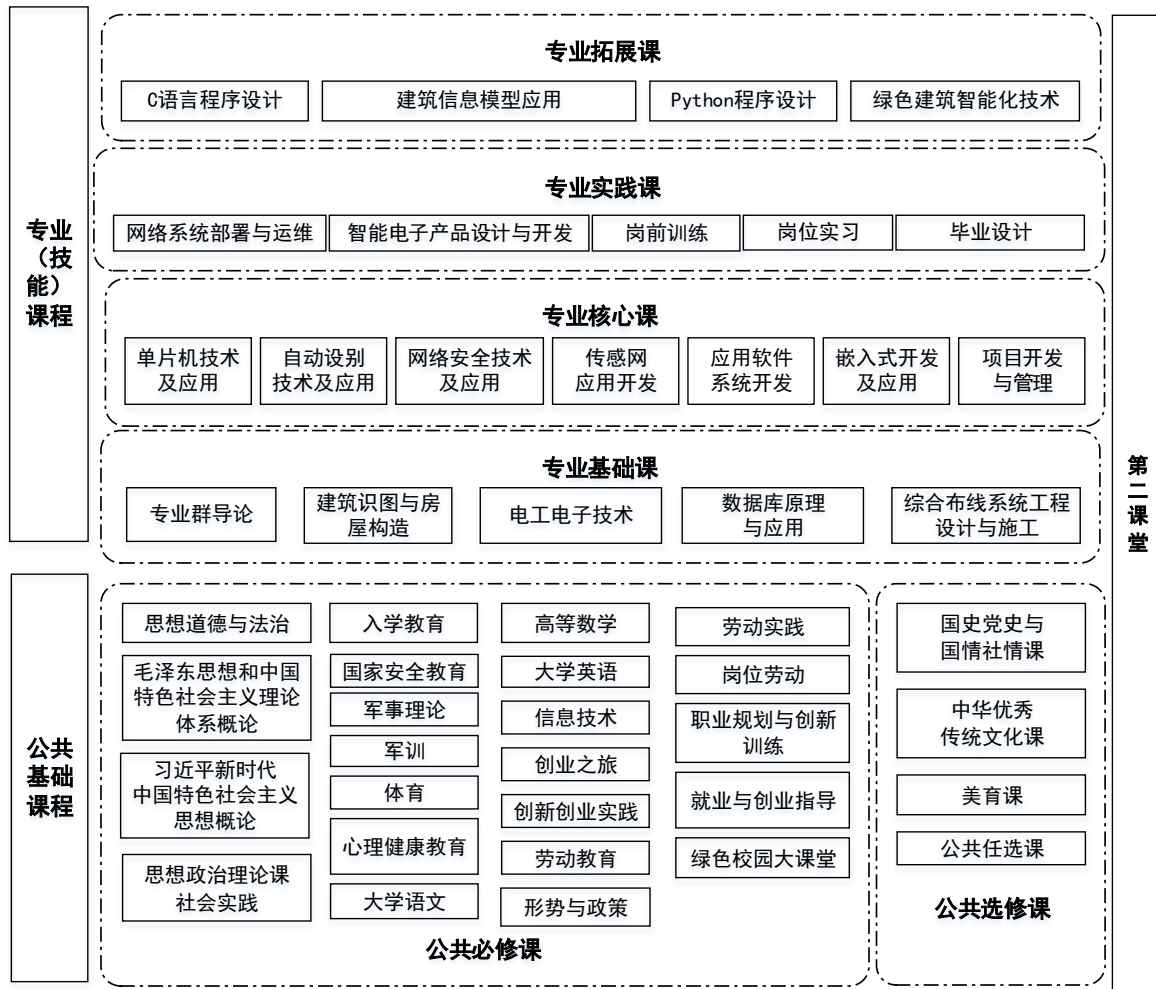 专业
（技
能）
课程
专业拓展课
C语言程序设计
建筑信息模型应用
Python程序设计
绿色建筑智能化技术
专业实践课
网络系统部署与运维
智能电子产品设计与开发
岗前训练
岗位实习
毕业设计
专业核心课
单片机技术
及应用
自动设别
技术及应用
网络安全技术
及应用
传感网
应用开发
应用软件
系统开发
嵌入式开发
及应用
项目开发
与管理
专业基础课
专业群导论
建筑识图与房
屋构造
电工电子技术
数据库原理
与应用
综合布线系统工程
设计与施工
公共
基础
课程
思想道德与法治
毛泽东思想和中国
特色社会主义理论
体系概论
习近平新时代
中国特色社会主义
思想概论
思想政治理论课
社会实践
入学教育
国家安全教育
军事理论
军训
体育
心理健康教育
大学语文
高等数学
大学英语
信息技术
创业之旅
创新创业实践
劳动教育
形势与政策
劳动实践
岗位劳动
职业规划与创新
训练
就业与创业指导
绿色校园大课堂
公共必修课
国史党史与
国情社情课
中华优秀
传统文化课
美育课
公共任选课
公共选修课
第
二
课
堂